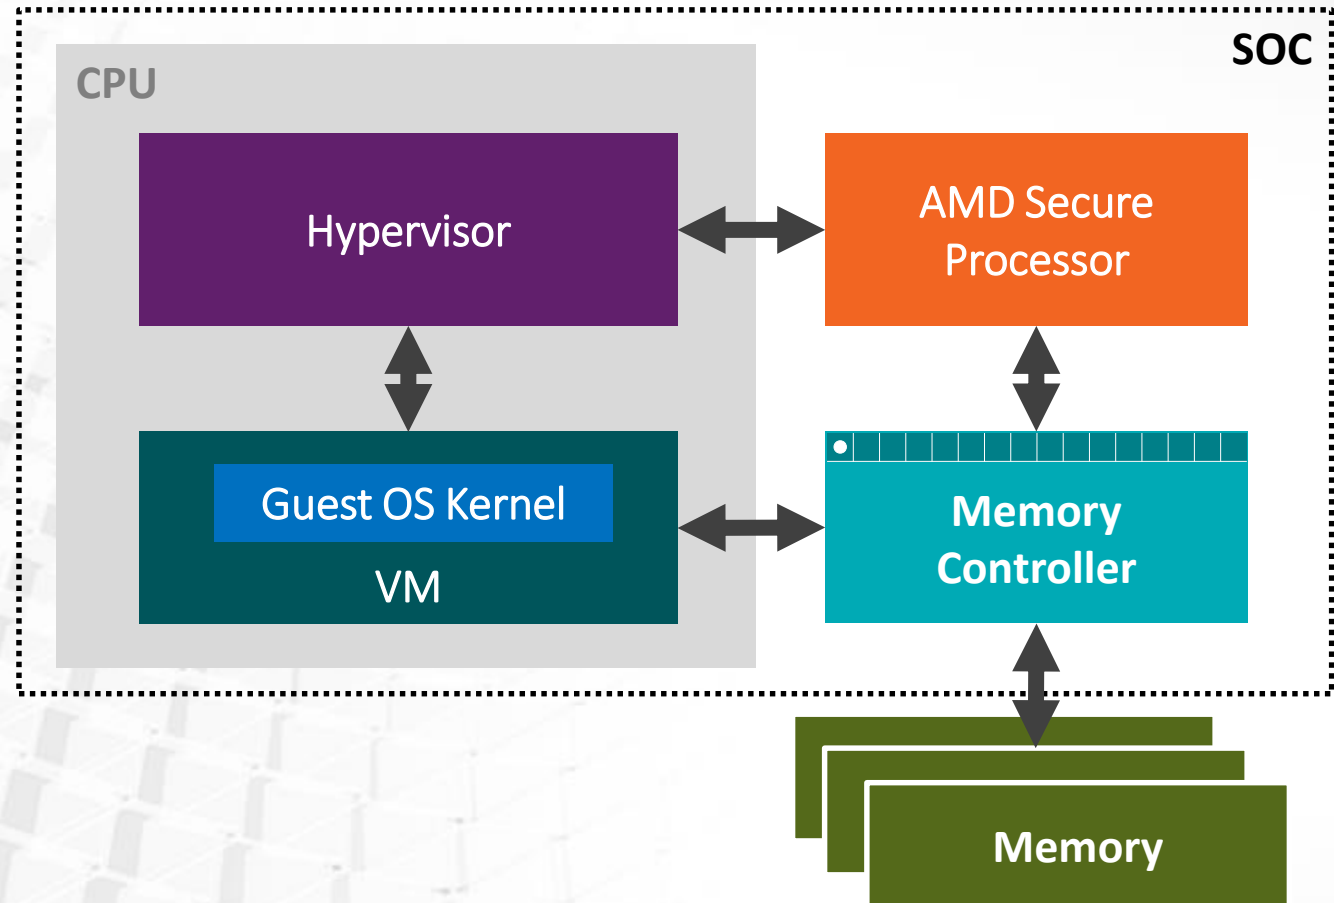 SOC
CPU
Hypervisor
AMD Secure
Processor
Guest OS Kernel
VM
Memory
Controller
Memory